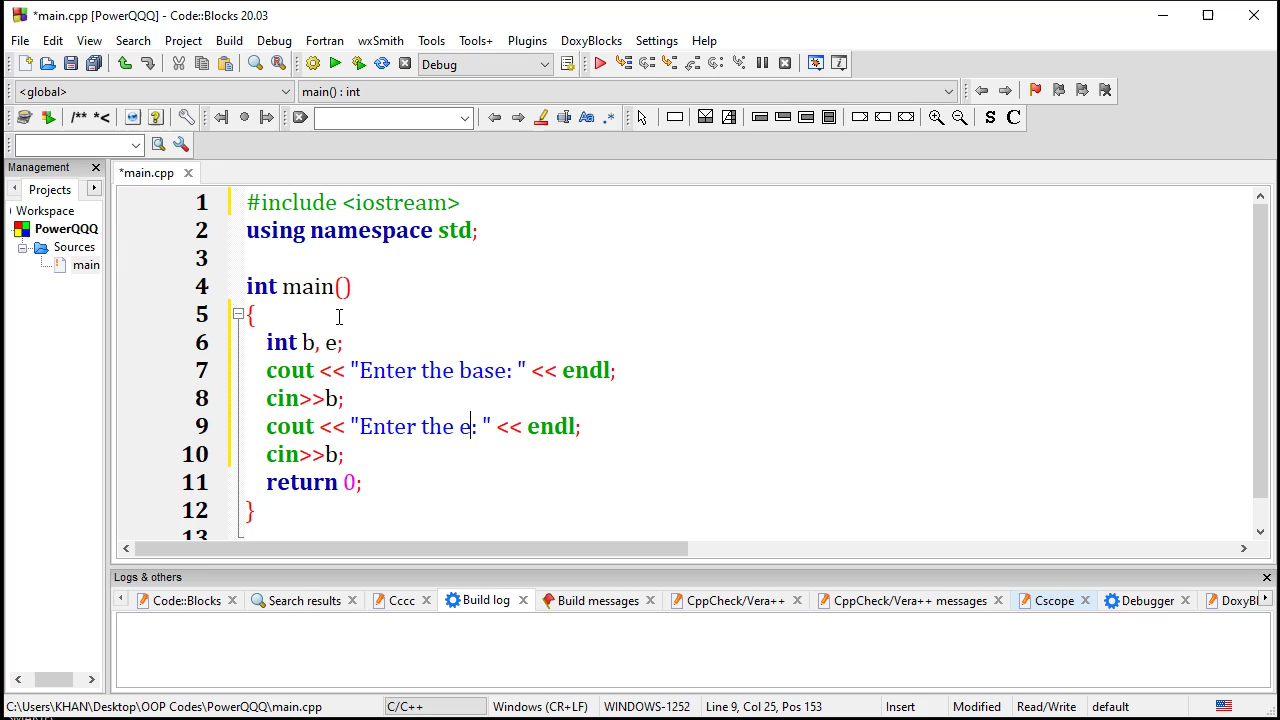 *main.cpp [PowerQQQ] - Code::Blocks 20.03
File Edit View Search Project Build Debug Fortran wxSmith Tools Tools+ Plugins DoxyBlocks Settings Help
Debug
<global> main() : int
/** *<
Aa .* S C
Management
*main.cpp
Projects
Workspace
PowerQQQ
Sources
main
1 #include <iostream>
2 using namespace std;
3
4 int main()
5 {
6 int b, e;
7 cout << "Enter the base: " << endl;
8 cin>>b;
9 cout << "Enter the e: " << endl;
10 cin>>b;
11 return 0;
12 }
13
Logs & others
Code::Blocks Search results Cccc Build log Build messages CppCheck/Vera++ CppCheck/Vera++ messages Cscope Debugger DoxyBl
C:\Users\KHAN\Desktop\OOP Codes\PowerQQQ\main.cpp C/C++ Windows (CR+LF) WINDOWS-1252 Line 9, Col 25, Pos 153 Insert Modified Read/Write default